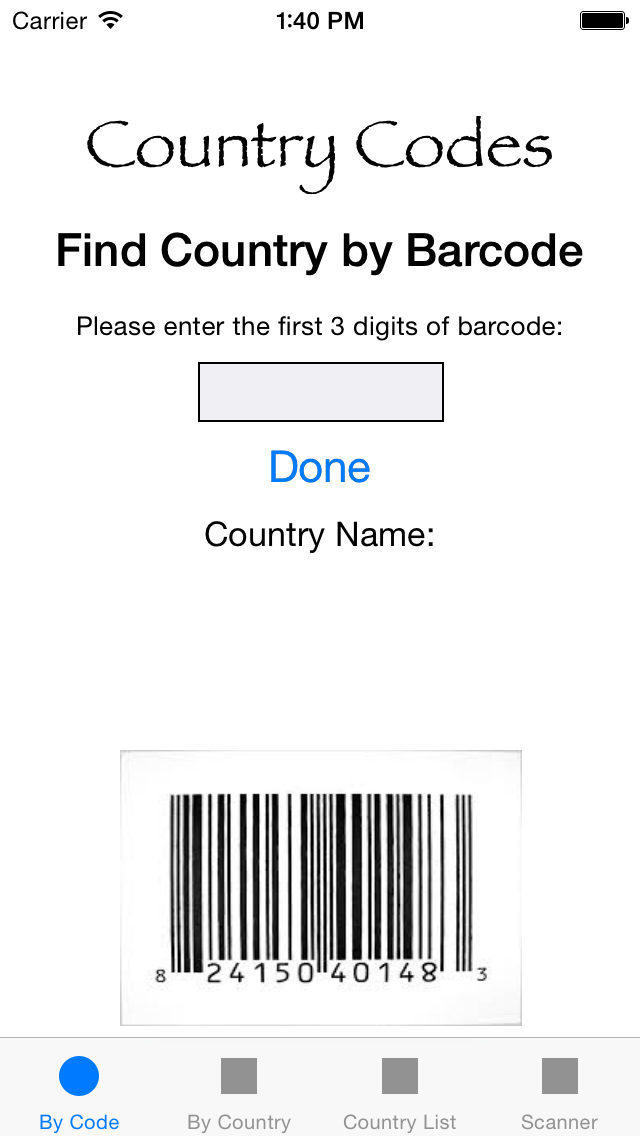 Carrier 1:40 PM
Country Codes
Find Country by Barcode
Please enter the first 3 digits of barcode:
Done
Country Name:
8 24150 40148 3
By Code By Country Country List Scanner